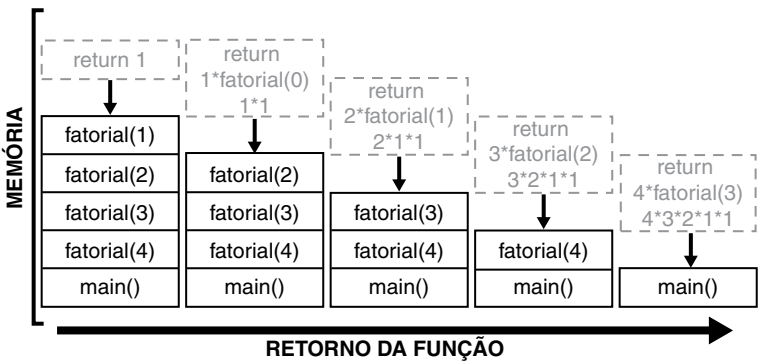 MEMÓRIA
return 1
fatorial(1)
fatorial(2)
fatorial(3)
fatorial(4)
main()
return
1*fatorial(0)
1*1
fatorial(2)
fatorial(3)
fatorial(4)
main()
return
2*fatorial(1)
2*1*1
fatorial(3)
fatorial(4)
main()
return
3*fatorial(2)
3*2*1*1
fatorial(4)
main()
return
4*fatorial(3)
4*3*2*1*1
main()
RETORNO DA FUNÇÃO